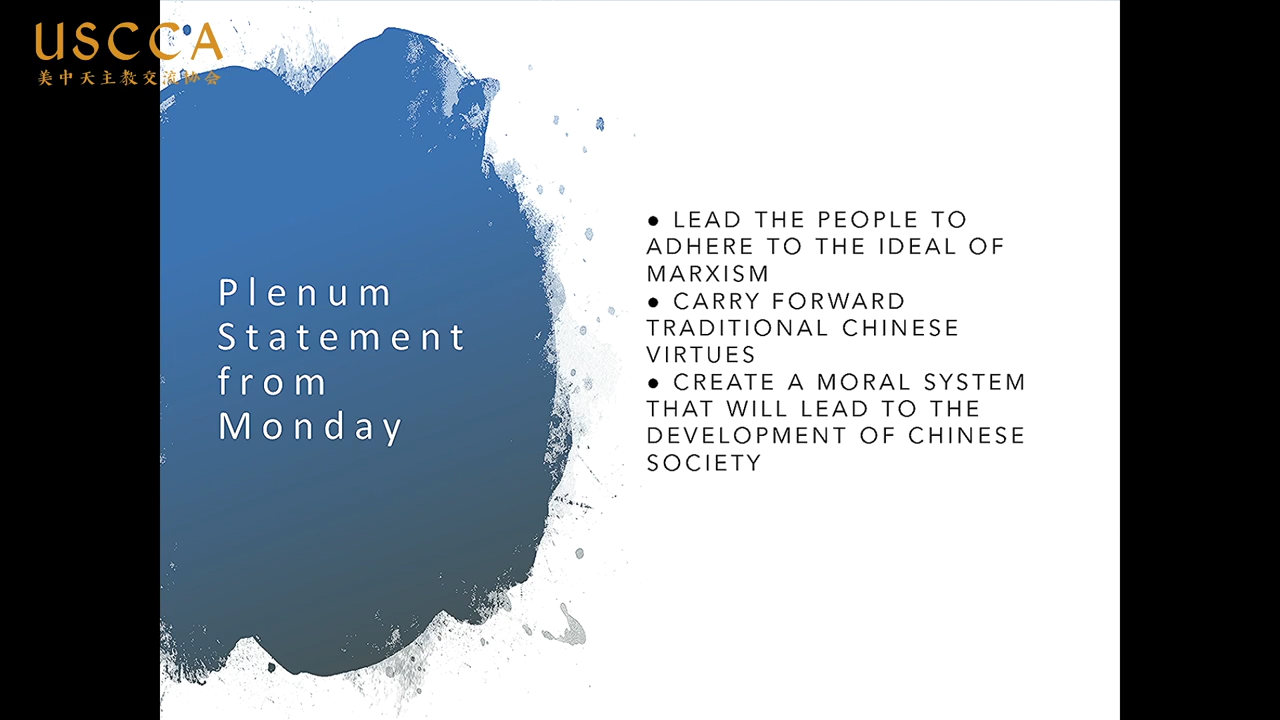 USCCA
美中天主教交流协会
Plenum
Statement
from
Monday
● LEAD THE PEOPLE TO
ADHERE TO THE IDEAL OF
MARXISM
● CARRY FORWARD
TRADITIONAL CHINESE
VIRTUES
● CREATE A MORAL SYSTEM
THAT WILL LEAD TO THE
DEVELOPMENT OF CHINESE
SOCIETY